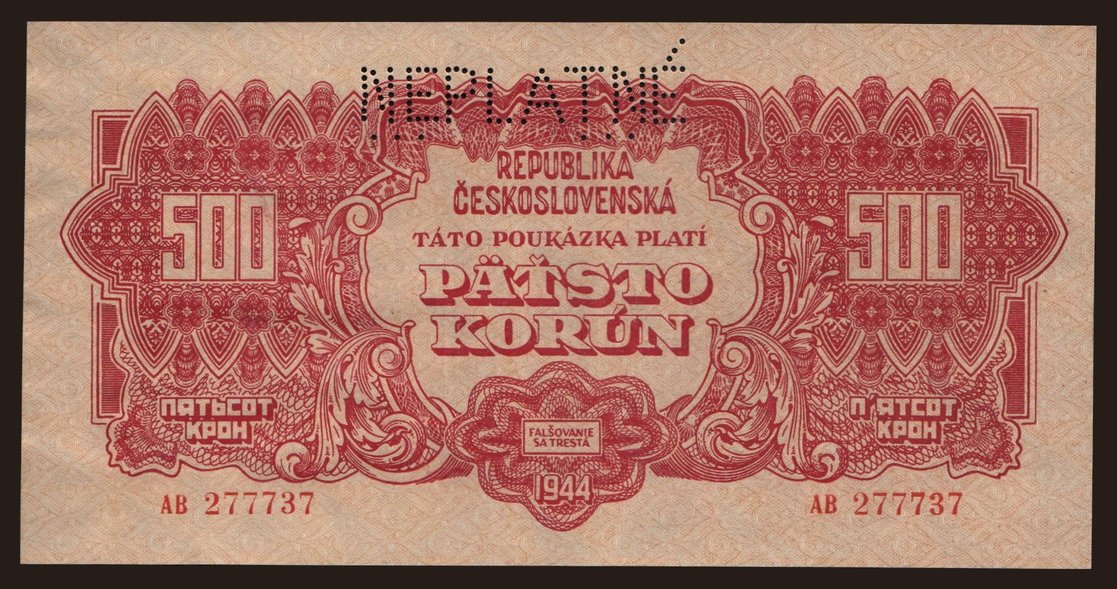 NEPLATNÉ
REPUBLIKA
ČESKOSLOVENSKÁ
TÁTO POUKÁZKA PLATÍ
500
500
PÄŤSTO
KORÚN
ПАТЬСОТ
КРОН
П'ЯТСОТ
КРОН
FALŠOVANIE
SA TRESTÁ
1944
AB 277737
AB 277737